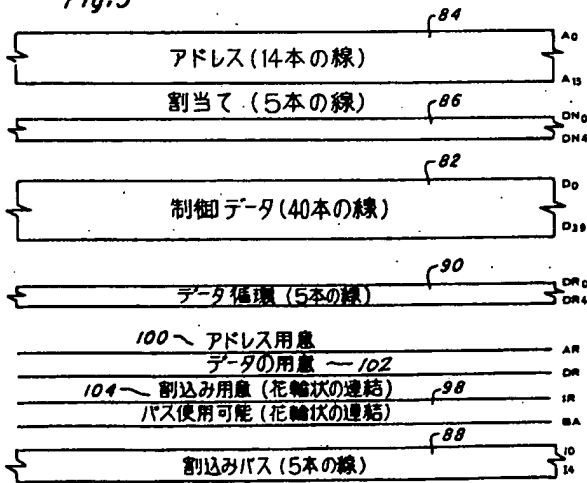 Fig.5
84
アドレス(14本の線)
A0
A13
割当て(5本の線)
86
DN0
DN4
82
制御データ(40本の線)
D0
D39
90
データ循環(5本の線)
DR0
DR4
100 アドレス用意
AR
データの用意 102
DR
104 割込み用意(花輪状の連結)
98
IR
バス使用可能(花輪状の連結)
BA
88
割込みバス(5本の線)
I0
I4